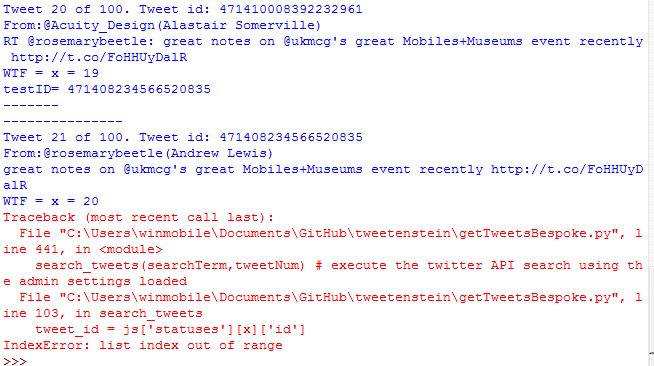 Tweet 20 of 100. Tweet id: 471410008392232961
From:@Acuity_Design(Alastair Somerville)
RT @rosemarybeetle: great notes on @ukmcg's great Mobiles+Museums event recently
 http://t.co/FoHHUyDalR
WTF = x = 19
testID= 471408234566520835
-------
---------------
Tweet 21 of 100. Tweet id: 471408234566520835
From:@rosemarybeetle(Andrew Lewis)
great notes on @ukmcg's great Mobiles+Museums event recently http://t.co/FoHHUyD
alR
WTF = x = 20
Traceback (most recent call last):
  File "C:\Users\winmobile\Documents\GitHub\tweetenstein\getTweetsBespoke.py", l
ine 441, in <module>
    search_tweets(searchTerm,tweetNum) # execute the twitter API search using th
e admin settings loaded
  File "C:\Users\winmobile\Documents\GitHub\tweetenstein\getTweetsBespoke.py", l
ine 103, in search_tweets
    tweet_id = js['statuses'][x]['id']
IndexError: list index out of range
>>>